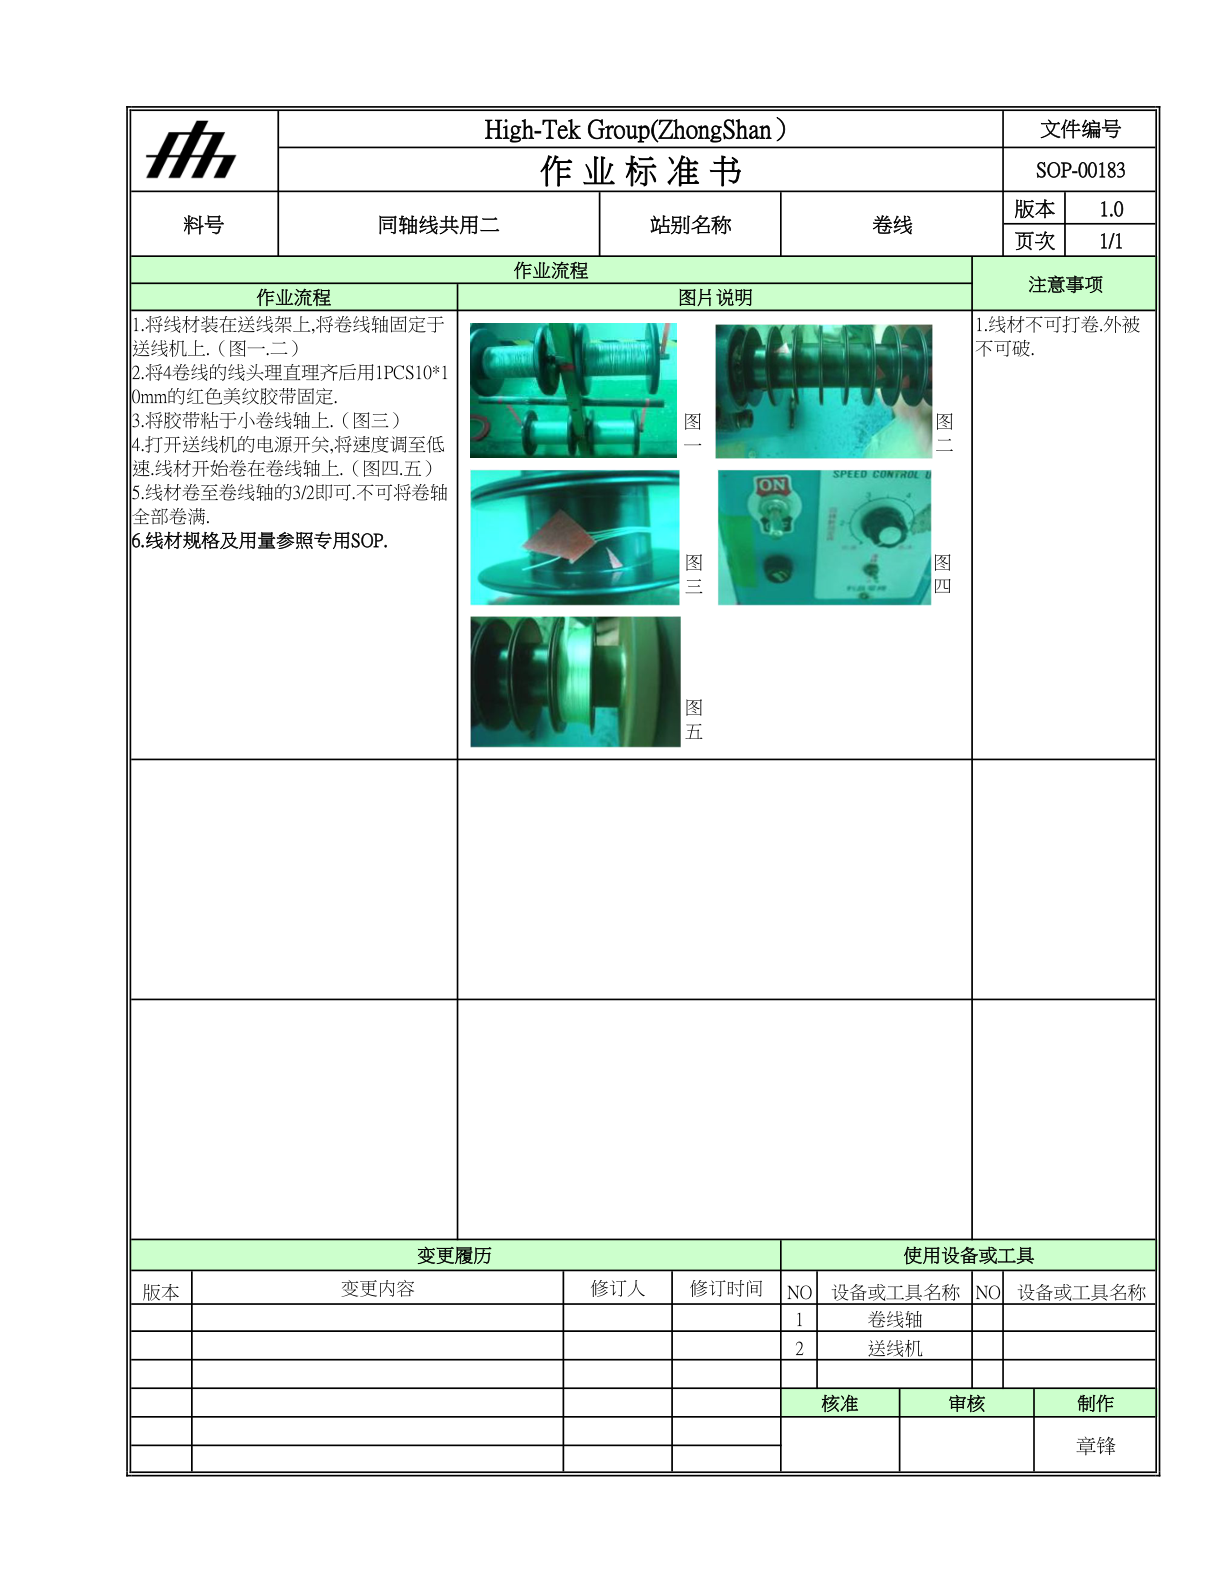 High-Tek Group(ZhongShan）
文件编号
作 业 标 准 书
SOP-00183
料号
同轴线共用二
站别名称
卷线
版本
1.0
页次
1/1
作业流程
注意事项
作业流程
图片说明
1.将线材装在送线架上,将卷线轴固定于
送线机上.（图一.二）
2.将4卷线的线头理直理齐后用1PCS10*1
0mm的红色美纹胶带固定.
3.将胶带粘于小卷线轴上.（图三）
4.打开送线机的电源开关,将速度调至低
速.线材开始卷在卷线轴上.（图四.五）
5.线材卷至卷线轴的3/2即可.不可将卷轴
全部卷满.
6.线材规格及用量参照专用SOP.
图
一
图
二
图
三
SPEED CONTROL
ON
3
4
2
图
四
图
五
1.线材不可打卷.外被
不可破.
变更履历
使用设备或工具
版本
变更内容
修订人
修订时间
NO
设备或工具名称
NO
设备或工具名称
1
卷线轴
2
送线机
核准
审核
制作
章锋